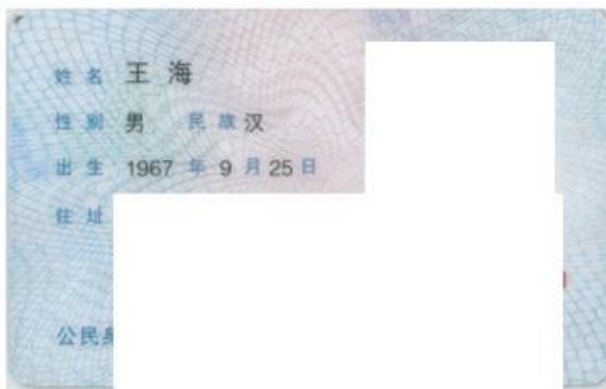 姓名 王海
性别 男 民族 汉
出生 1967 年 9 月 25 日
住址
公民身